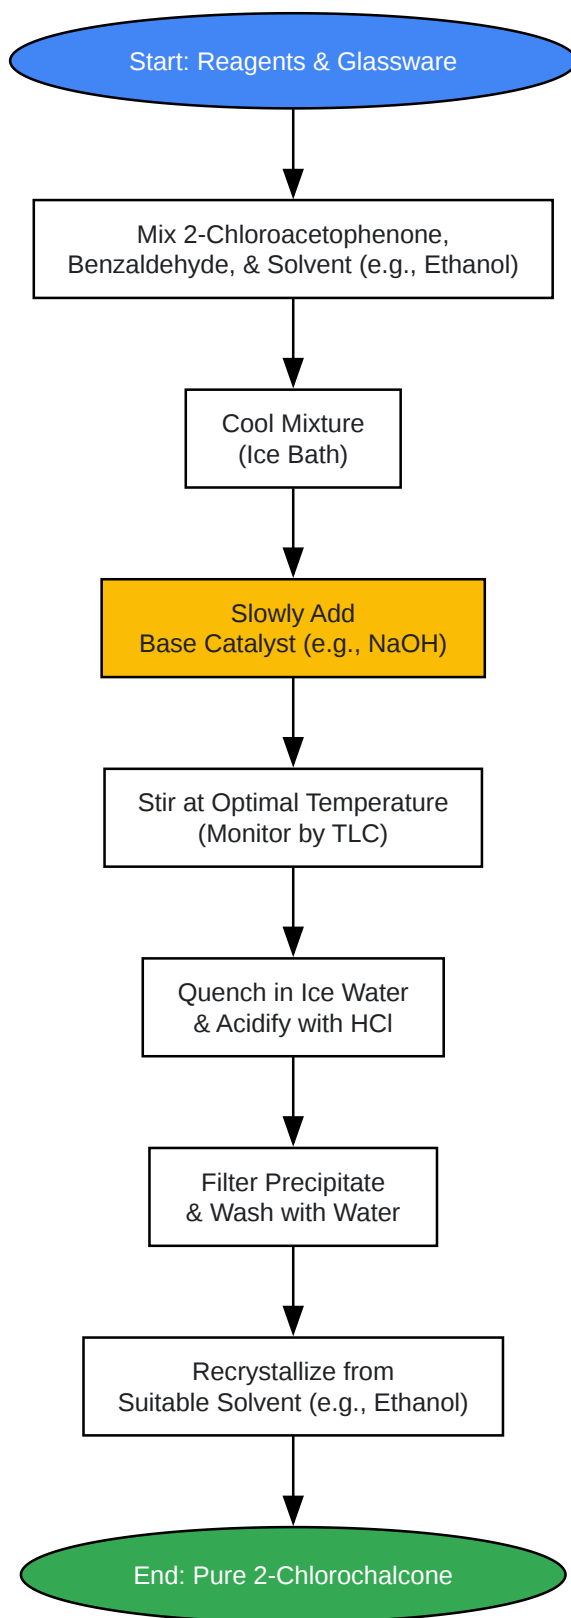 Start: Reagents & Glassware
Mix 2-Chloroacetophenone,
Benzaldehyde, & Solvent (e.g., Ethanol)
Cool Mixture
(Ice Bath)
Slowly Add
Base Catalyst (e.g., NaOH)
Stir at Optimal Temperature
(Monitor by TLC)
Quench in Ice Water
& Acidify with HCl
Filter Precipitate
& Wash with Water
Recrystallize from
Suitable Solvent (e.g., Ethanol)
End: Pure 2-Chlorochalcone